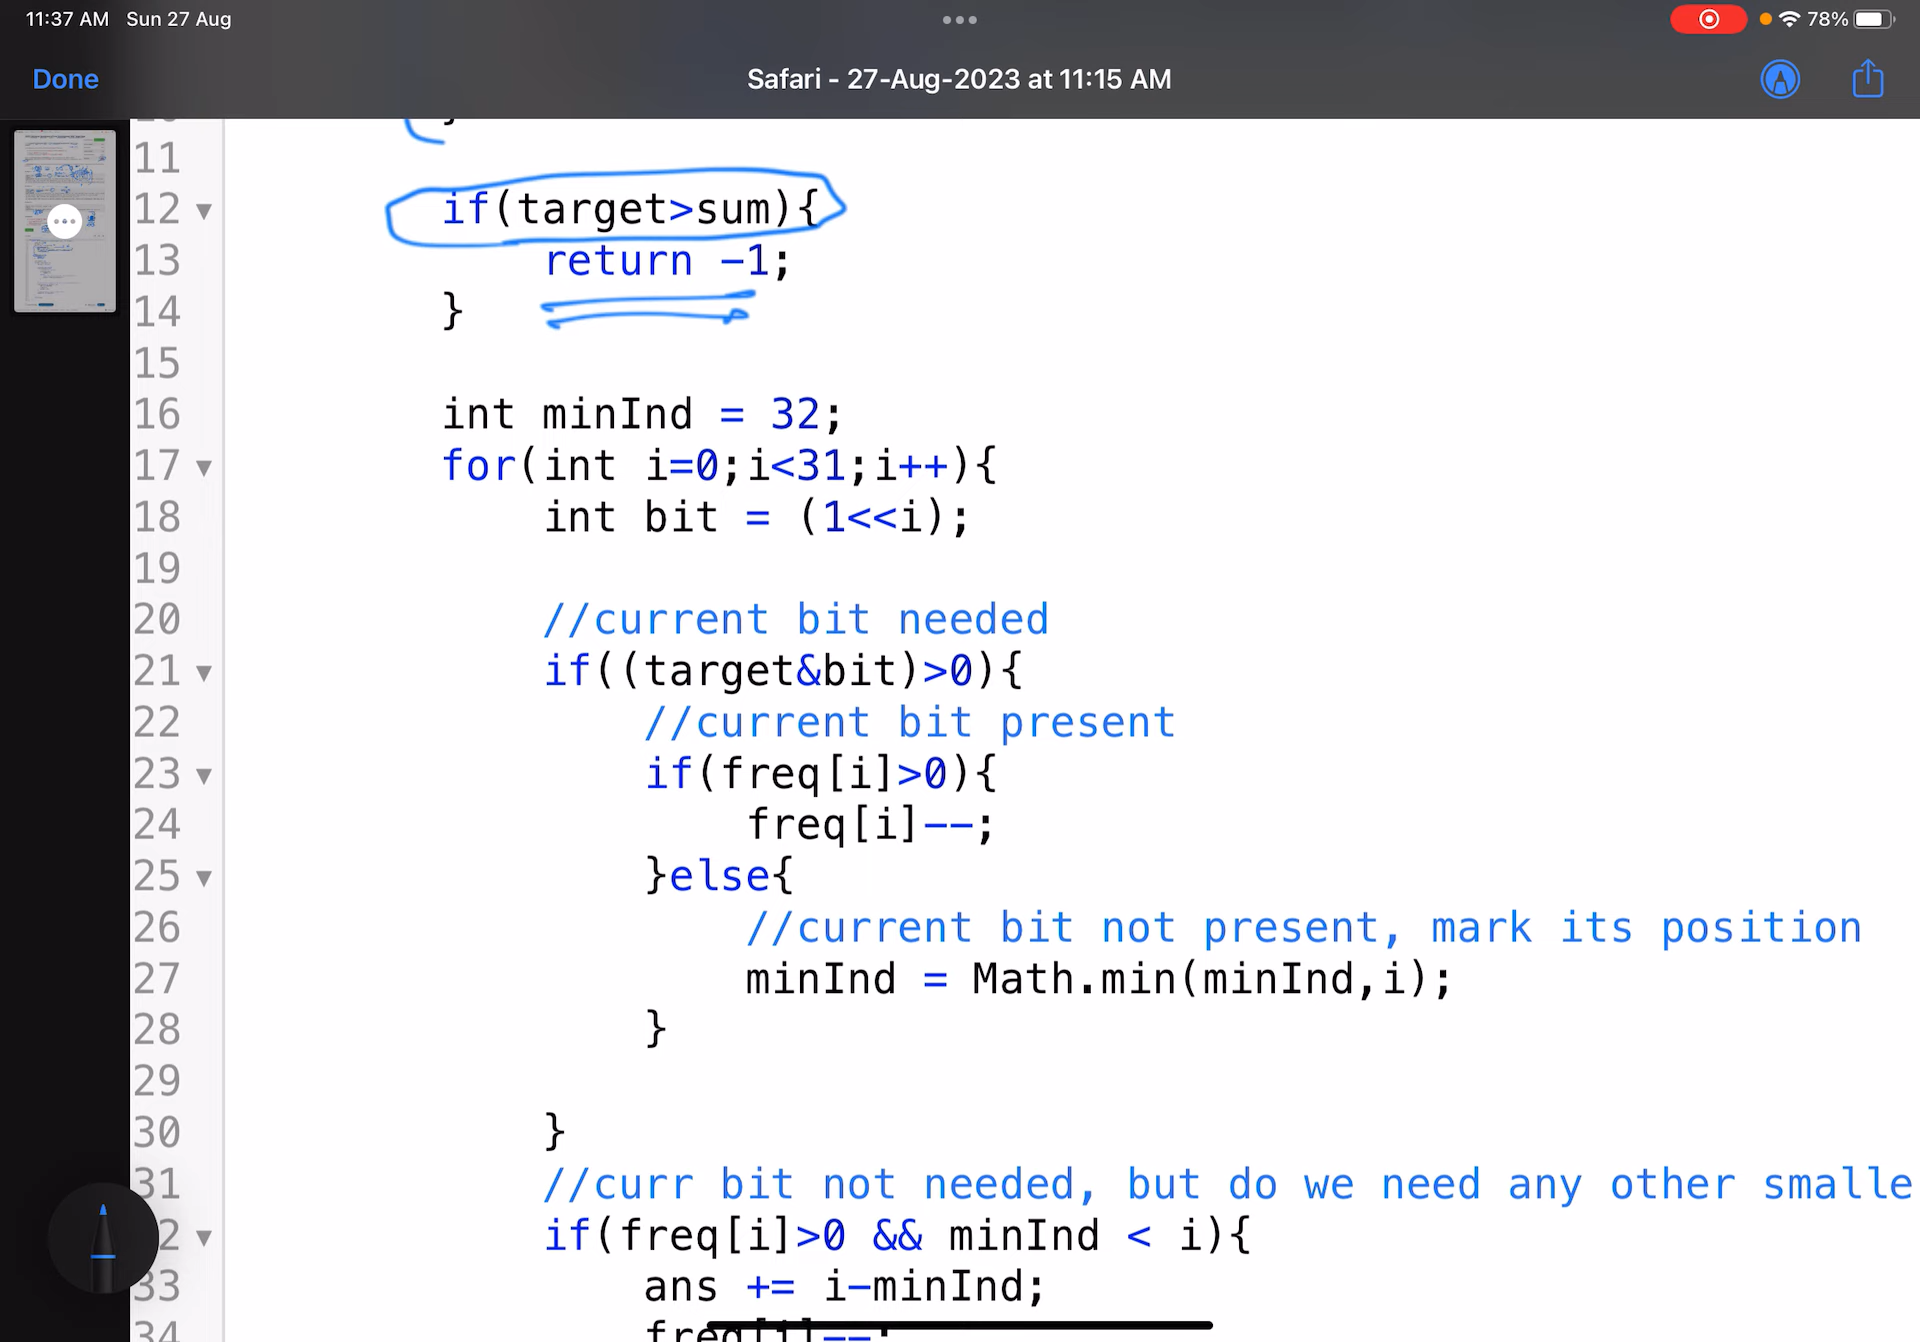 11:37 AM Sun 27 Aug
78%
Done
Safari - 27-Aug-2023 at 11:15 AM
11
12 if(target>sum){
13 return -1;
14 }
15
16 int minInd = 32;
17 for(int i=0;i<31;i++){
18 int bit = (1<<i);
19
20 //current bit needed
21 if((target&bit)>0){
22 //current bit present
23 if(freq[i]>0){
24 freq[i]--;
25 }else{
26 //current bit not present, mark its position
27 minInd = Math.min(minInd,i);
28 }
29
30 }
31 //curr bit not needed, but do we need any other smalle
2 if(freq[i]>0 && minInd < i){
33 ans += i-minInd;
34 freq[i]--;